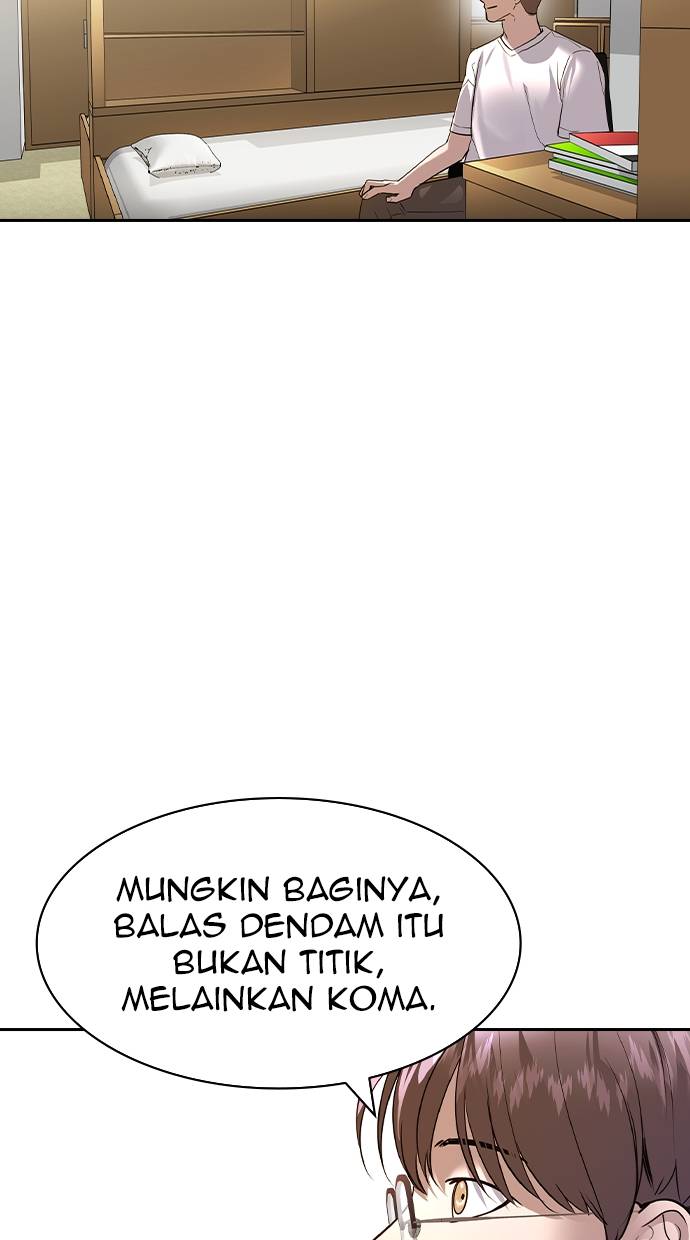 MUNGKIN BAGINYA,
BALAS DENDAM ITU
BUKAN TITIK,
MELAINKAN KOMA.